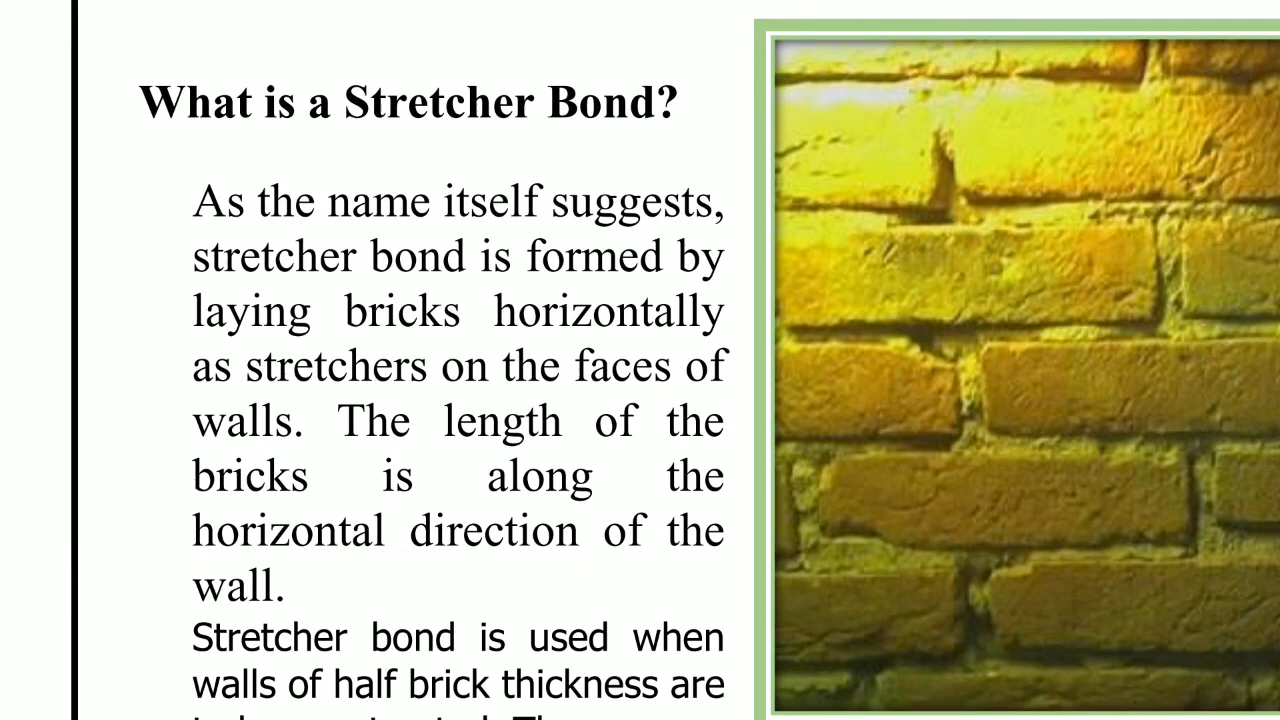 What is a Stretcher Bond?
As the name itself suggests,
stretcher bond is formed by
laying bricks horizontally
as stretchers on the faces of
walls. The length of the
bricks is along the
horizontal direction of the
wall.
Stretcher bond is used when
walls of half brick thickness are